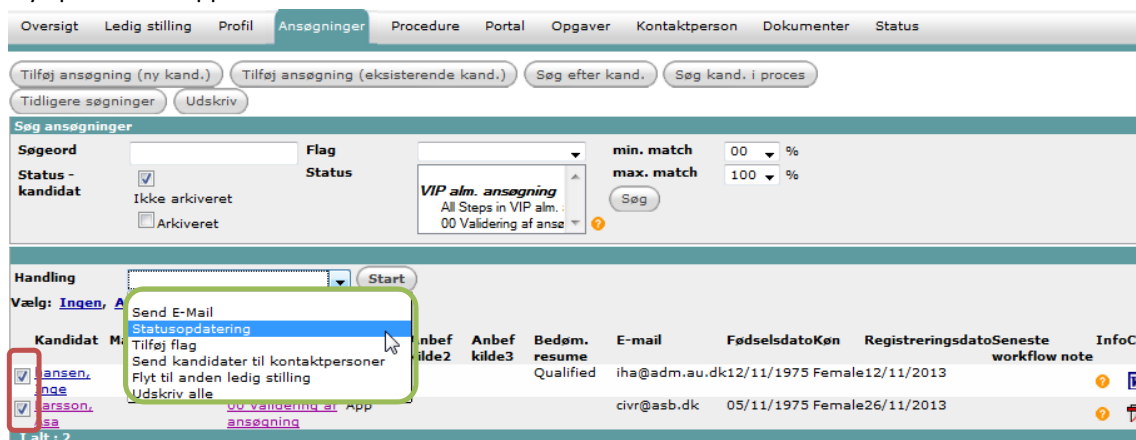 Oversigt Ledig stilling Profil Ansøgninger Procedure Portal Opgaver Kontaktperson Dokumenter Status
Tilføj ansøgning (ny kand.) Tilføj ansøgning (eksisterende kand.) Søg efter kand. Søg kand. i proces
Tidligere søgninger Udskriv
Søg ansøgninger
Søgeord Flag min. match 00 %
Status - kandidat Status max. match 100 %
Ikke arkiveret
Arkiveret
VIP alm. ansøgning
All Steps in VIP alm.
00 Validering af ansø
Søg
Handling Start
Vælg: Ingen, A
Send E-Mail
Statusopdatering
Tilføj flag
Send kandidater til kontaktpersoner
Flyt til anden ledig stilling
Udskriv alle
Kandidat Anbef kilde2 Anbef kilde3 Bedøm. resume E-mail Fødselsdato Køn Registreringsdato Seneste workflow note Info
Hansen, Inge Qualified iha@adm.au.dk 12/11/1975 Female 12/11/2013
Larsson, Asa 00 Validering af ansøgning App civr@asb.dk 05/11/1975 Female 26/11/2013
I alt : 2